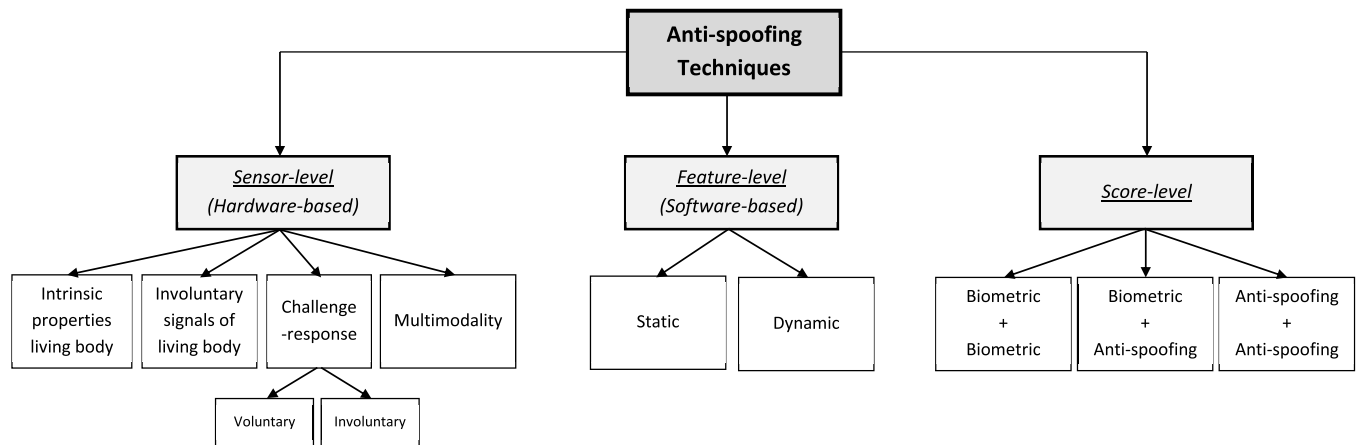 Anti-spoofing
Techniques
Sensor-level
(Hardware-based)
Feature-level
(Software-based)
Score-level
Intrinsic
properties
living body
Involuntary
signals of
living body
Challenge
-response
Multimodality
Static
Dynamic
Biometric
+
Biometric
Biometric
+
Anti-spoofing
Anti-spoofing
+
Anti-spoofing
Voluntary
Involuntary